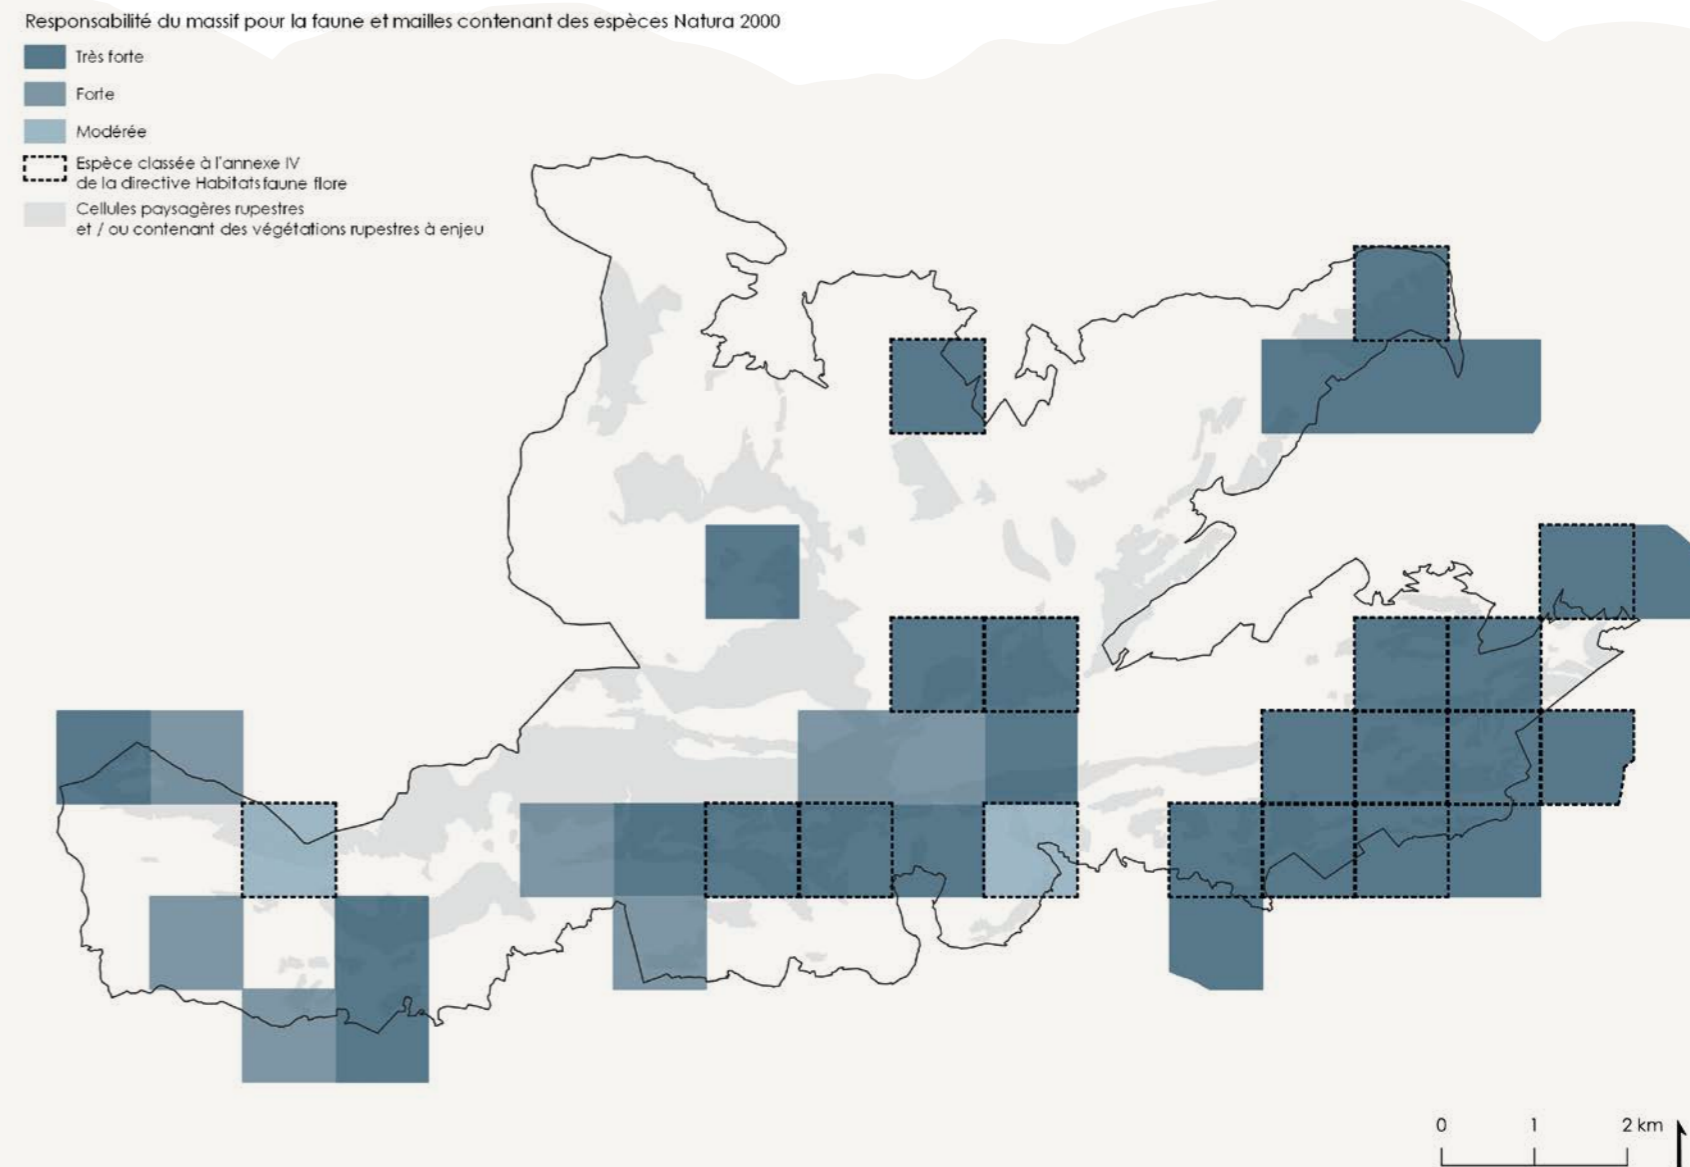 Responsabilité du massif pour la faune et mailles contenant des espèces Natura 2000
Très forte
Forte
Modérée
Espèce classée à l'annexe IV
de la directive Habitats faune flore
Cellules paysagères rupestres
et / ou contenant des végétations rupestres à enjeu
0 1 2 km